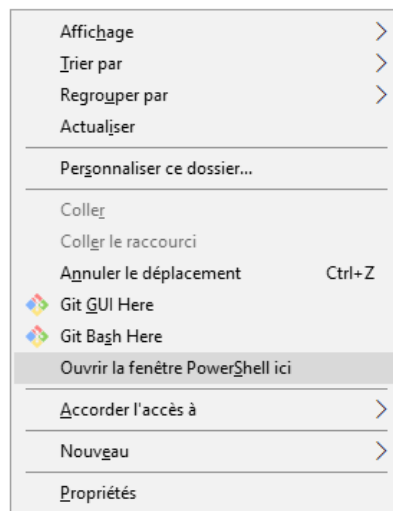 Affichage
Trier par
Regrouper par
Actualiser
Personnaliser ce dossier...
Coller
Coller le raccourci
Annuler le déplacement Ctrl+Z
Git GUI Here
Git Bash Here
Ouvrir la fenêtre PowerShell ici
Accorder l'accès à
Nouveau
Propriétés